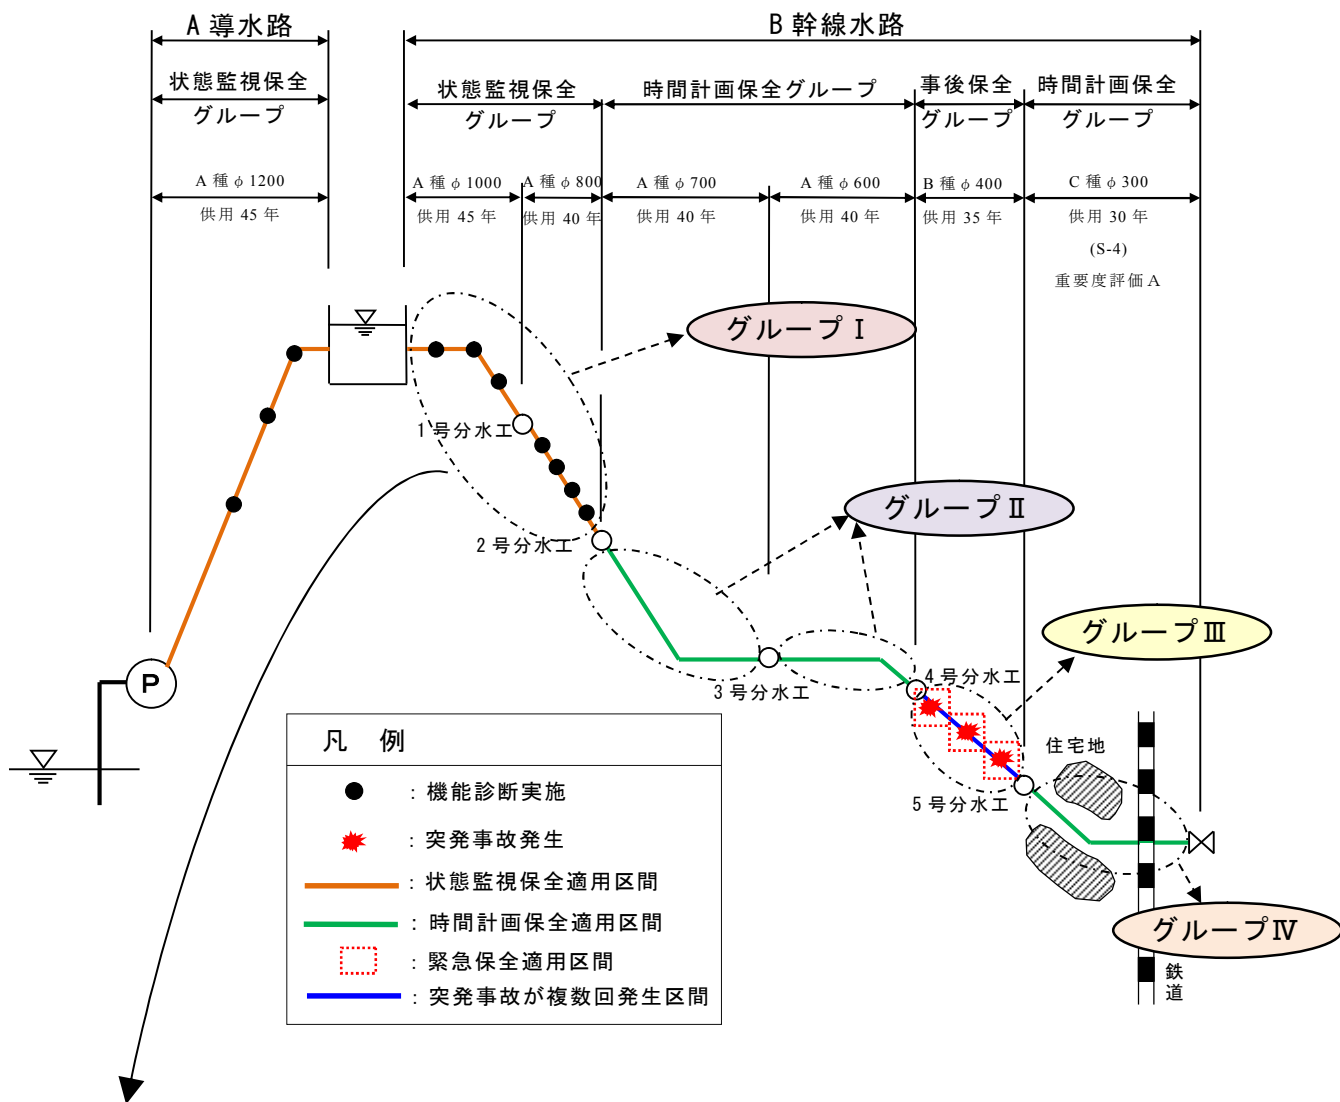 A 導水路
B 幹線水路
状態監視保全
グループ
状態監視保全
グループ
時間計画保全グループ
事後保全
グループ
時間計画保全
グループ
A 種 φ 1200
供用 45 年
A 種 φ 1000
供用 45 年
A 種 φ 800
供用 40 年
A 種 φ 700
供用 40 年
A 種 φ 600
供用 40 年
B 種 φ 400
供用 35 年
C 種 φ 300
供用 30 年
(S-4)
重要度評価 A
グループ Ⅰ
1 号分水工
グループ Ⅱ
2 号分水工
グループⅢ
3 号分水工
4 号分水工
P
住宅地
5 号分水工
グループⅣ
鉄道
凡 例
：機能診断実施
：突発事故発生
：状態監視保全適用区間
：時間計画保全適用区間
：緊急保全適用区間
：突発事故が複数回発生区間